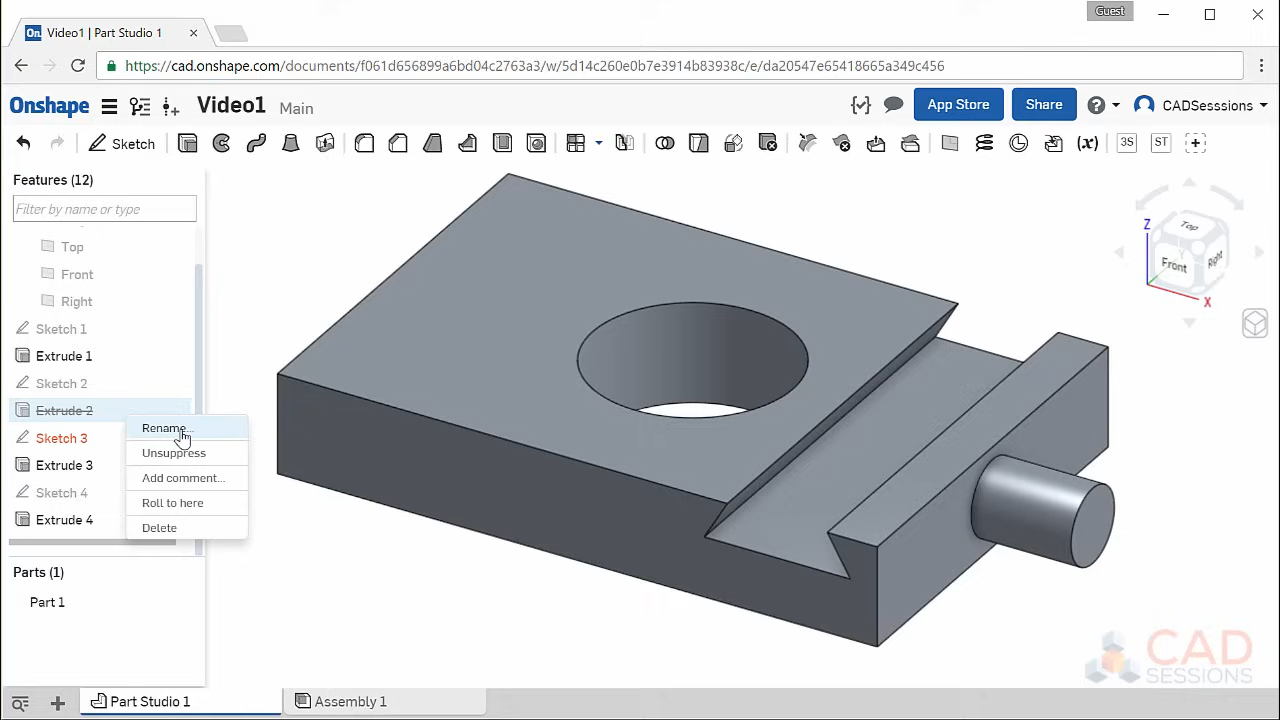 Guest
On. Video1 | Part Studio 1
https://cad.onshape.com/documents/f061d656899a6bd04c2763a3/w/5d14c260e0b7e3914b83938c/e/da20547e65418665a349c456
Onshape Video1 Main App Store Share CADSesssions
Sketch (x) 3S ST
Features (12)
Filter by name or type
Top
Front
Right
Sketch 1
Extrude 1
Sketch 2
Extrude 2
Sketch 3
Extrude 3
Sketch 4
Extrude 4
Rename...
Unsuppress
Add comment...
Roll to here
Delete
Parts (1)
Part 1
Z
Top
Y
Front
Right
X
CAD
SESSIONS
Part Studio 1 Assembly 1